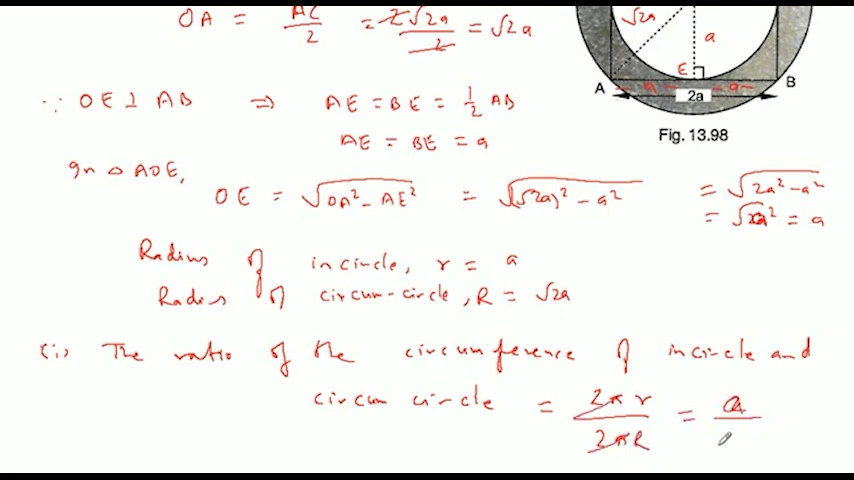 OA = AC/2 = 2√2a/2 = √2a
√2a
a
E
A a a B
2a
Fig. 13.98
∵ OE ⊥ AB ⇒ AE = BE = 1/2 AB
AE = BE = a
In △ AOE,
OE = √(OA² - AE²) = √((√2a)² - a²) = √(2a² - a²)
= √a² = a
Radius of incircle, r = a
Radius of circum-circle, R = √2a
(i) The ratio of the circumference of incircle and
circum circle = 2πr/2πR = a/